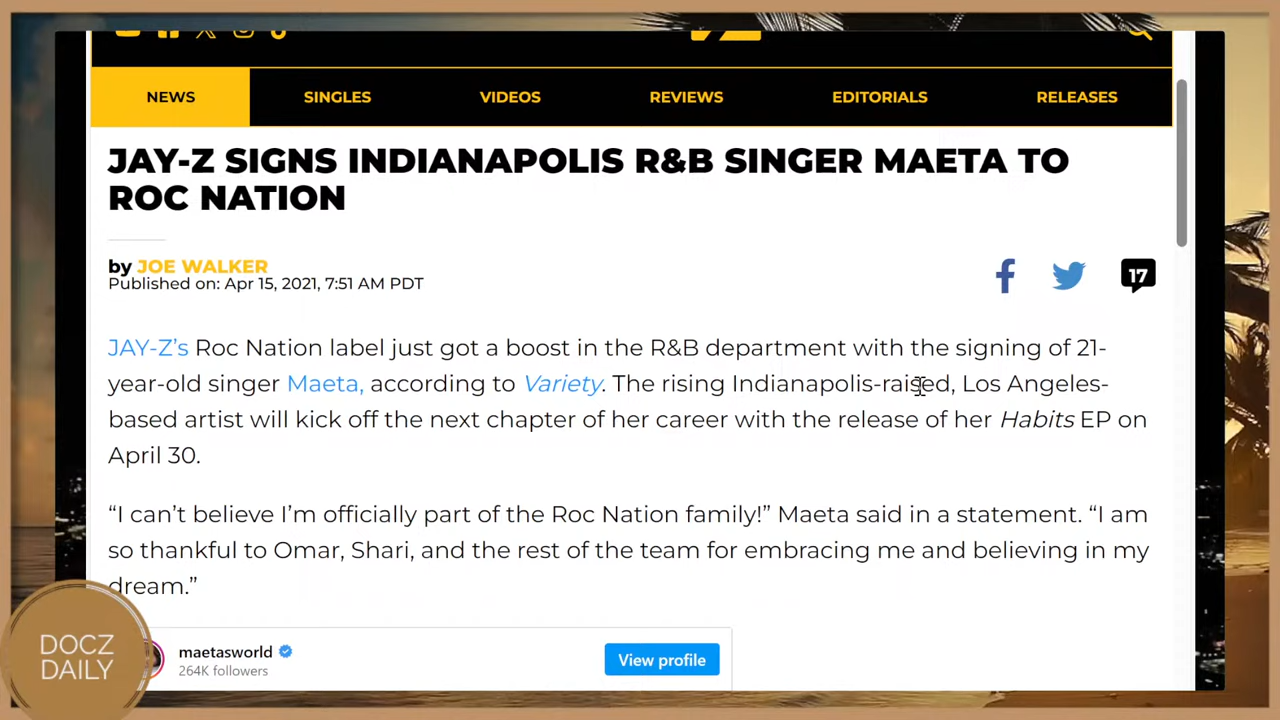 NEWS SINGLES VIDEOS REVIEWS EDITORIALS RELEASES
JAY-Z SIGNS INDIANAPOLIS R&B SINGER MAETA TO
ROC NATION
by JOE WALKER
Published on: Apr 15, 2021, 7:51 AM PDT
17
JAY-Z’s Roc Nation label just got a boost in the R&B department with the signing of 21-
year-old singer Maeta, according to Variety. The rising Indianapolis-raised, Los Angeles-
based artist will kick off the next chapter of her career with the release of her Habits EP on
April 30.
“I can’t believe I’m officially part of the Roc Nation family!” Maeta said in a statement. “I am
so thankful to Omar, Shari, and the rest of the team for embracing me and believing in my
dream.”
maetasworld
264K followers
View profile
DOCZ
DAILY